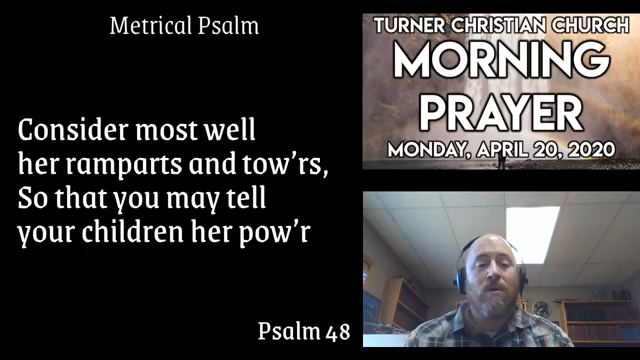 Metrical Psalm
Consider most well
her ramparts and tow’rs,
So that you may tell
your children her pow’r
Psalm 48
TURNER CHRISTIAN CHURCH
MORNING
PRAYER
MONDAY, APRIL 20, 2020